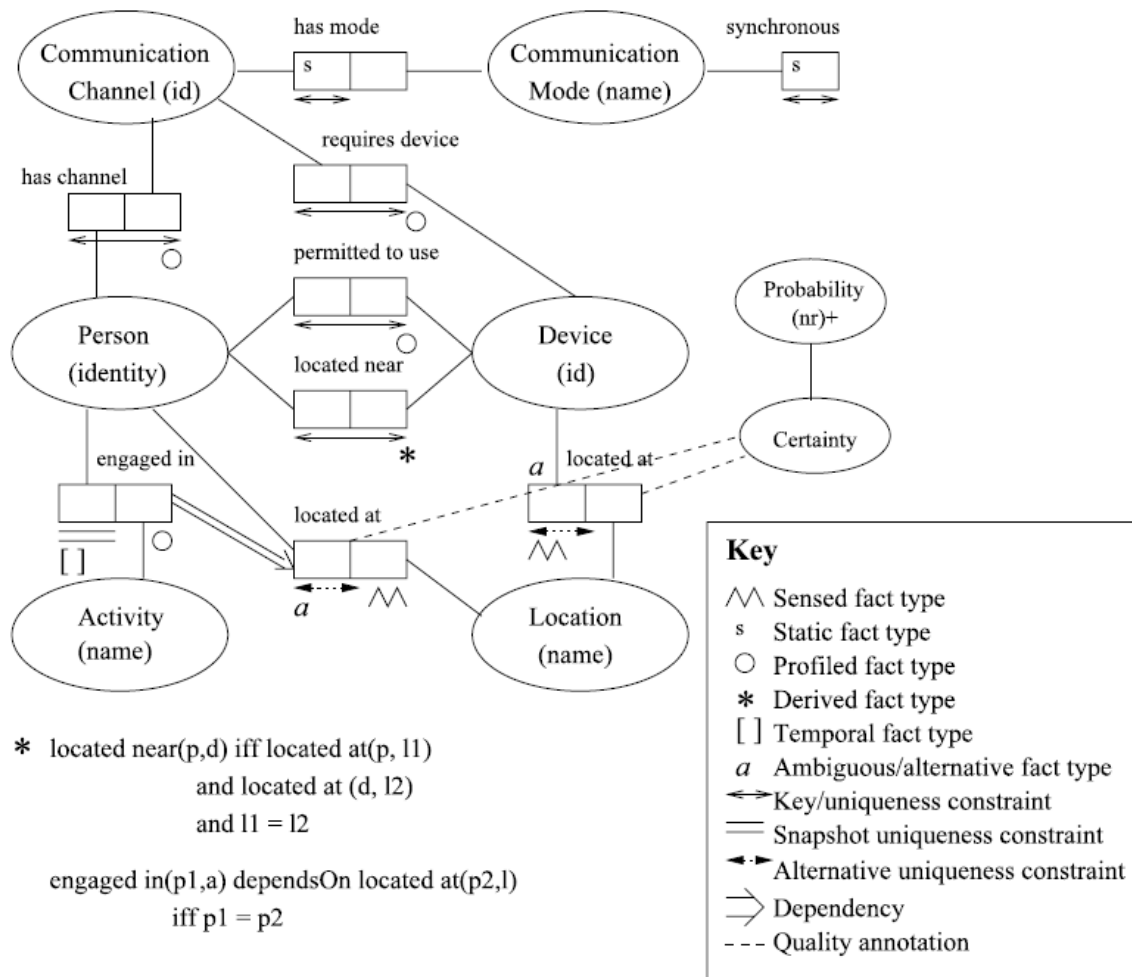 has mode
synchronous
Communication
Channel (id)
s
Communication
Mode (name)
s
requires device
has channel
permitted to use
Probability
(nr)+
Person
(identity)
Device
(id)
located near
*
Certainty
engaged in
a
located at
located at
[ ]
a
Activity
(name)
Location
(name)
Key
Sensed fact type
s Static fact type
Profiled fact type
* Derived fact type
[ ] Temporal fact type
a Ambiguous/alternative fact type
Key/uniqueness constraint
Snapshot uniqueness constraint
Alternative uniqueness constraint
Dependency
Quality annotation
* located near(p,d) iff located at(p, l1)
and located at (d, l2)
and l1 = l2
engaged in(p1,a) dependsOn located at(p2,l)
iff p1 = p2